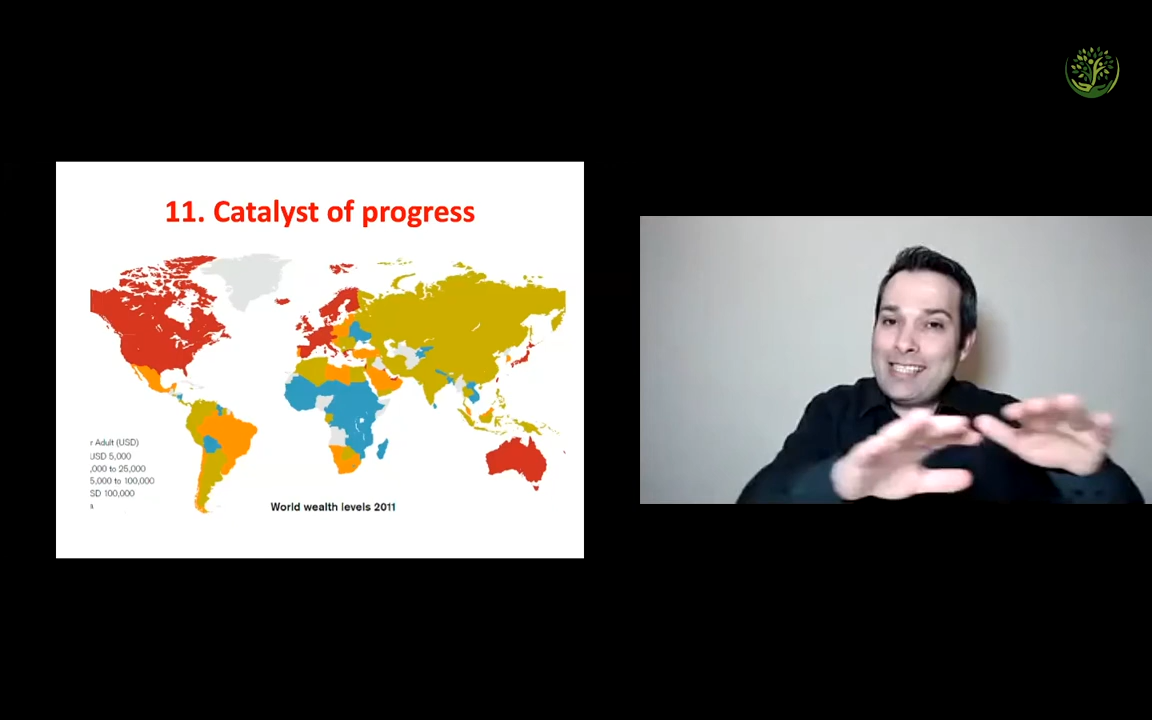 11. Catalyst of progress
r Adult (USD)
USD 5,000
,000 to 25,000
5,000 to 100,000
SD 100,000
World wealth levels 2011